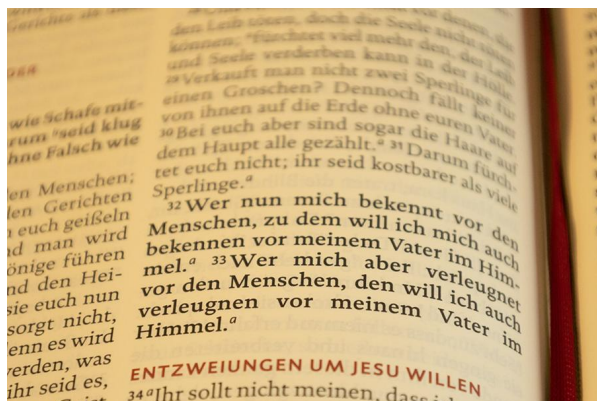 Gerichts als
DER
wie Schafe mit-
rum ᵃseid klug
hne Falsch wie
en Menschen;
len Gerichten
euch geißeln
d man wird
önige führen
nd den Hei-
sie euch nun
sorgt nicht,
enn es wird
erden, was
ihr seid es,
den Leib töten, doch die Seele nicht töten
können; ᵃfürchtet viel mehr den, der Leib
und Seele verderben kann in der Hölle.
29 Verkauft man nicht zwei Sperlinge für
einen Groschen? Dennoch fällt keiner
von ihnen auf die Erde ohne euren Vater.
30 Bei euch aber sind sogar die Haare auf
dem Haupt alle gezählt.ᵃ 31 Darum fürch-
tet euch nicht; ihr seid kostbarer als viele
Sperlinge.ᵃ
32 Wer nun mich bekennt vor den
Menschen, zu dem will ich mich auch
bekennen vor meinem Vater im Him-
mel.ᵃ 33 Wer mich aber verleugnet
vor den Menschen, den will ich auch
verleugnen vor meinem Vater im
Himmel.ᵃ
ENTZWEIUNGEN UM JESU WILLEN
34 ᵃIhr sollt nicht meinen, dass ich